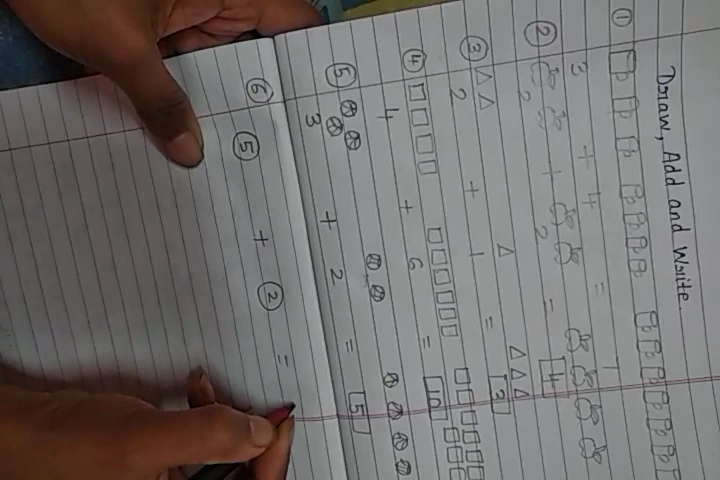 Draw, Add and Write.
①
3 + 4 = 7
②
2 + 2 = 4
③
2 + 1 = 3
④
4 + 6 = 10
⑤
3 + 2 = 5
⑥
5 + 2 =